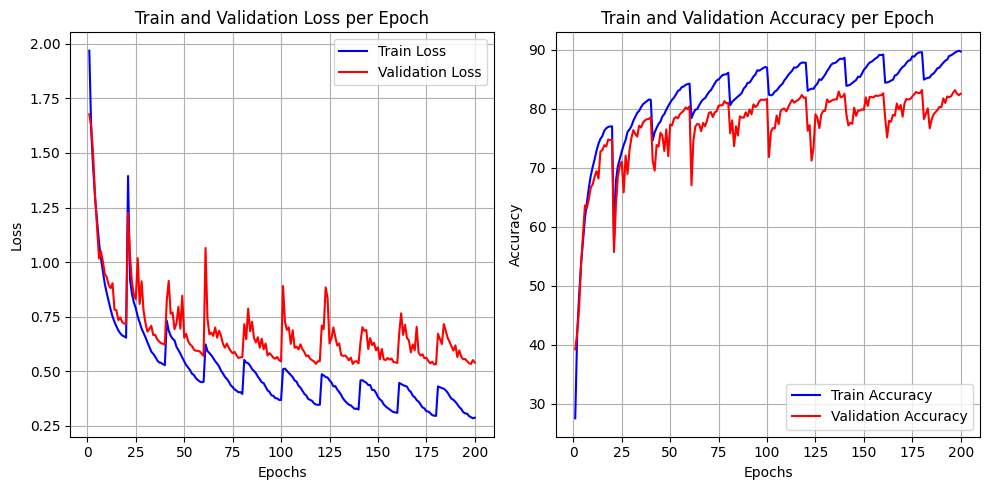 Train and Validation Loss per Epoch
Train Loss
Validation Loss
2.00
1.75
1.50
1.25
1.00
0.75
0.50
0.25
Loss
0 25 50 75 100 125 150 175 200
Epochs
Train and Validation Accuracy per Epoch
90
80
70
60
50
40
30
Accuracy
Train Accuracy
Validation Accuracy
0 25 50 75 100 125 150 175 200
Epochs